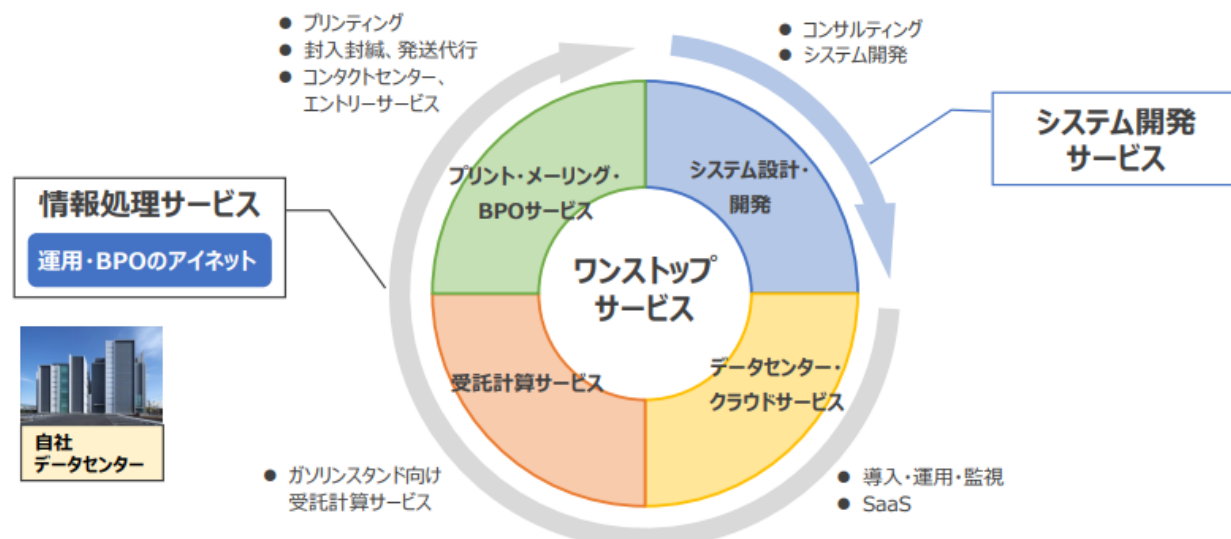 ● プリンティング
● 封入封緘、発送代行
● コンタクトセンター、
エントリーサービス
● コンサルティング
● システム開発
システム開発
サービス
情報処理サービス
運用・BPOのアイネット
プリント・メーリング・
BPOサービス
システム設計・
開発
ワンストップ
サービス
受託計算サービス
データセンター・
クラウドサービス
自社
データセンター
● ガソリンスタンド向け
受託計算サービス
● 導入・運用・監視
● SaaS